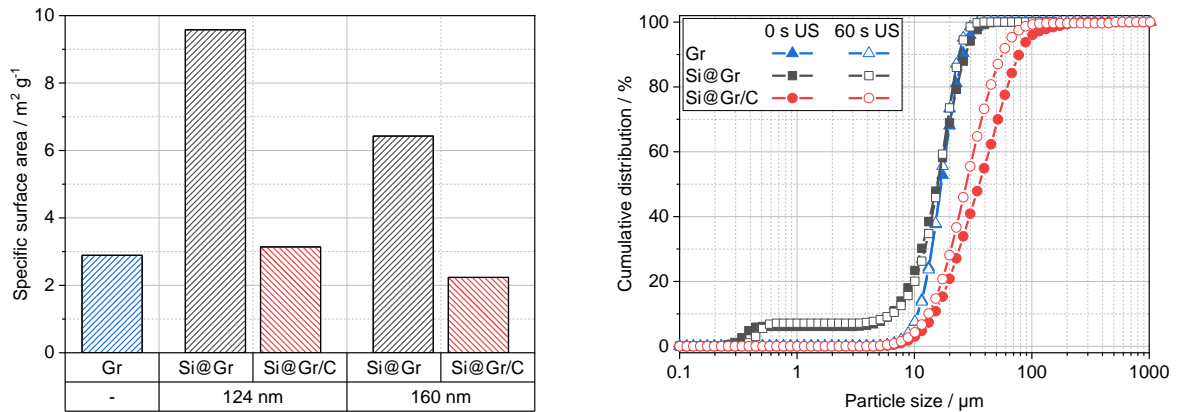 10
8
6
4
2
0
Specific surface area / m² g⁻¹
Gr Si@Gr Si@Gr/C Si@Gr Si@Gr/C
- 124 nm 160 nm
100
80
60
40
20
0
Cumulative distribution / %
0 s US 60 s US
Gr
Si@Gr
Si@Gr/C
0.1 1 10 100 1000
Particle size / µm